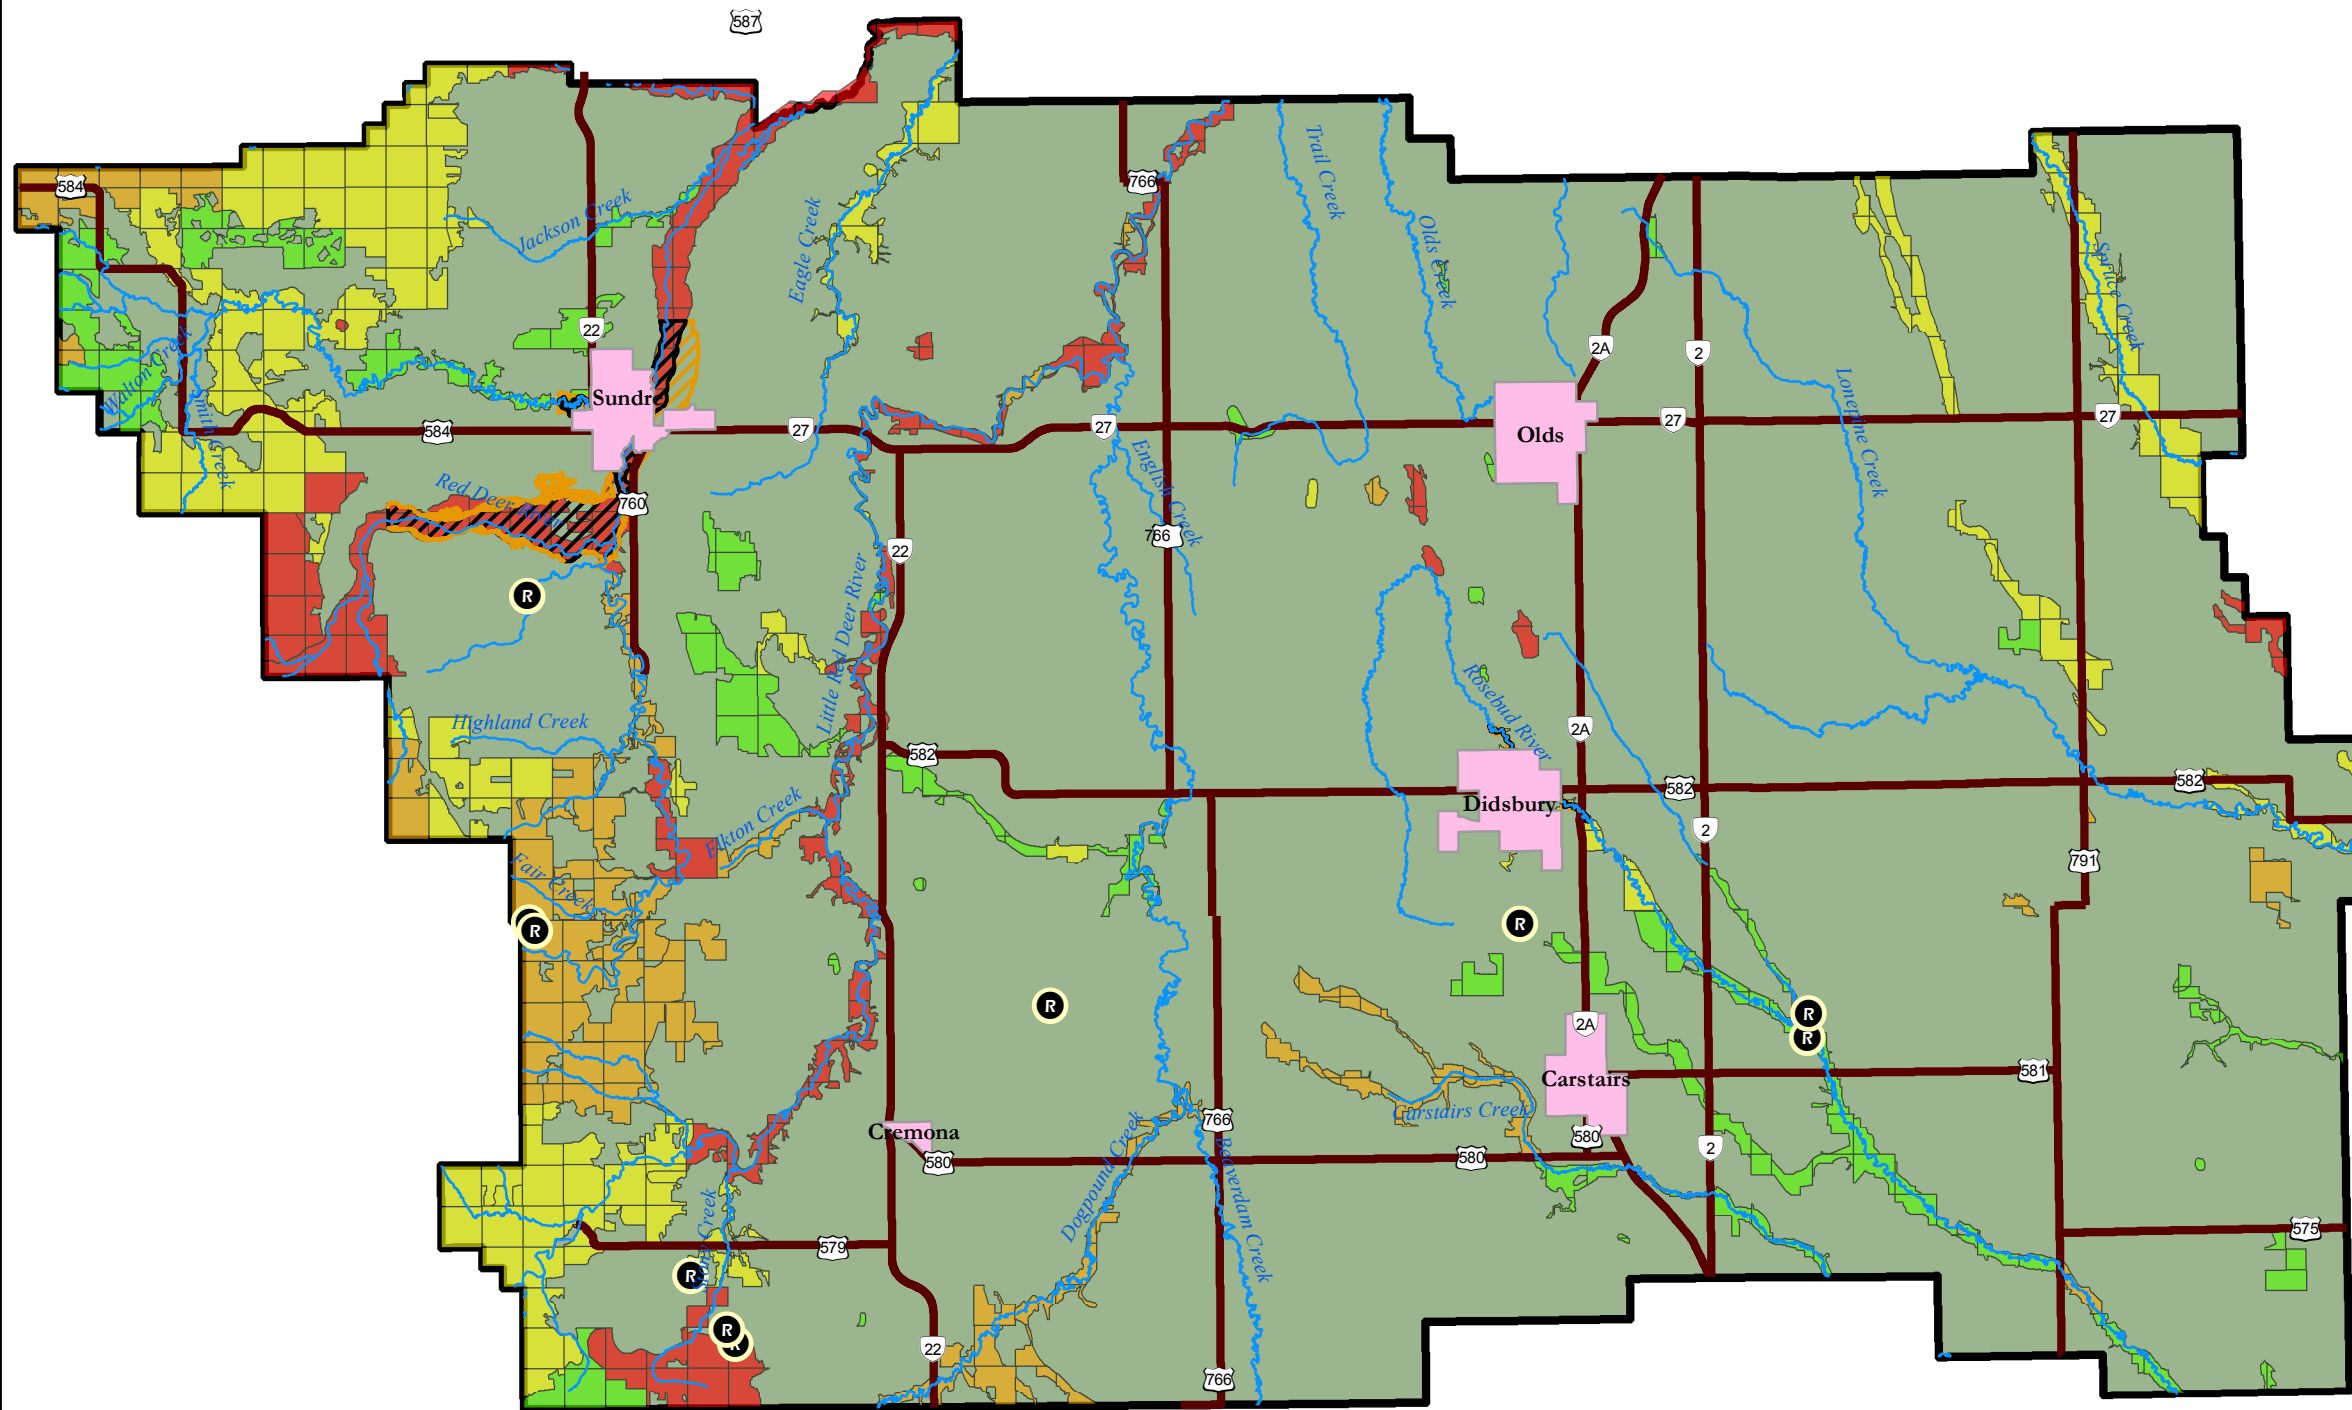 587
584
766
Jackson Creek
Trail Creek
Eagle Creek
Olds Creek
Spruce Creek
22
2A
2
Walton Creek
Sundre
Smith Creek
584
27
27
27
27
Olds
Lonepine Creek
English Creek
Red Deer River
760
22
766
Little Red Deer River
R
Rosebud River
Highland Creek
2A
582
582
582
Didsbury
Elkton Creek
2
791
Fair Creek
R
R
R
R
R
2A
581
Carstairs
Carstairs Creek
Cremona
766
580
580
580
2
Dogpound Creek
Beaverdam Creek
Creek
579
575
R
R
R
22
766